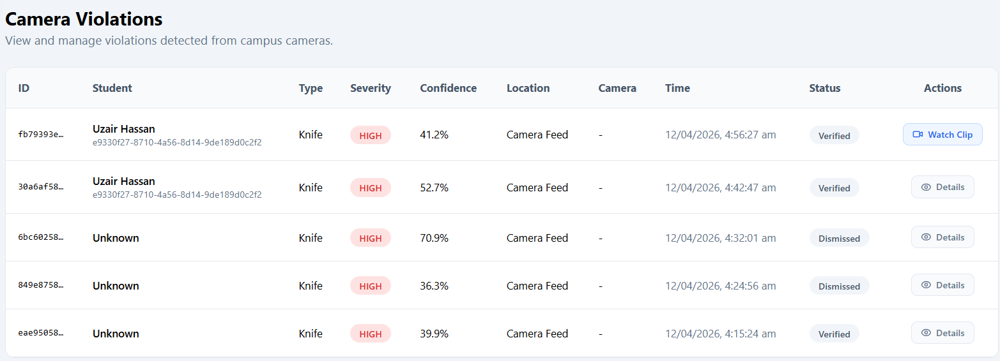 Camera Violations
View and manage violations detected from campus cameras.
ID Student Type Severity Confidence Location Camera Time Status Actions
fb79393e… Uzair Hassan Knife HIGH 41.2% Camera Feed - 12/04/2026, 4:56:27 am Verified Watch Clip
e9330f27-8710-4a56-8d14-9de189d0c2f2
30a6af58… Uzair Hassan Knife HIGH 52.7% Camera Feed - 12/04/2026, 4:42:47 am Verified Details
e9330f27-8710-4a56-8d14-9de189d0c2f2
6bc60258… Unknown Knife HIGH 70.9% Camera Feed - 12/04/2026, 4:32:01 am Dismissed Details
849e8758… Unknown Knife HIGH 36.3% Camera Feed - 12/04/2026, 4:24:56 am Dismissed Details
eae95058… Unknown Knife HIGH 39.9% Camera Feed - 12/04/2026, 4:15:24 am Verified Details